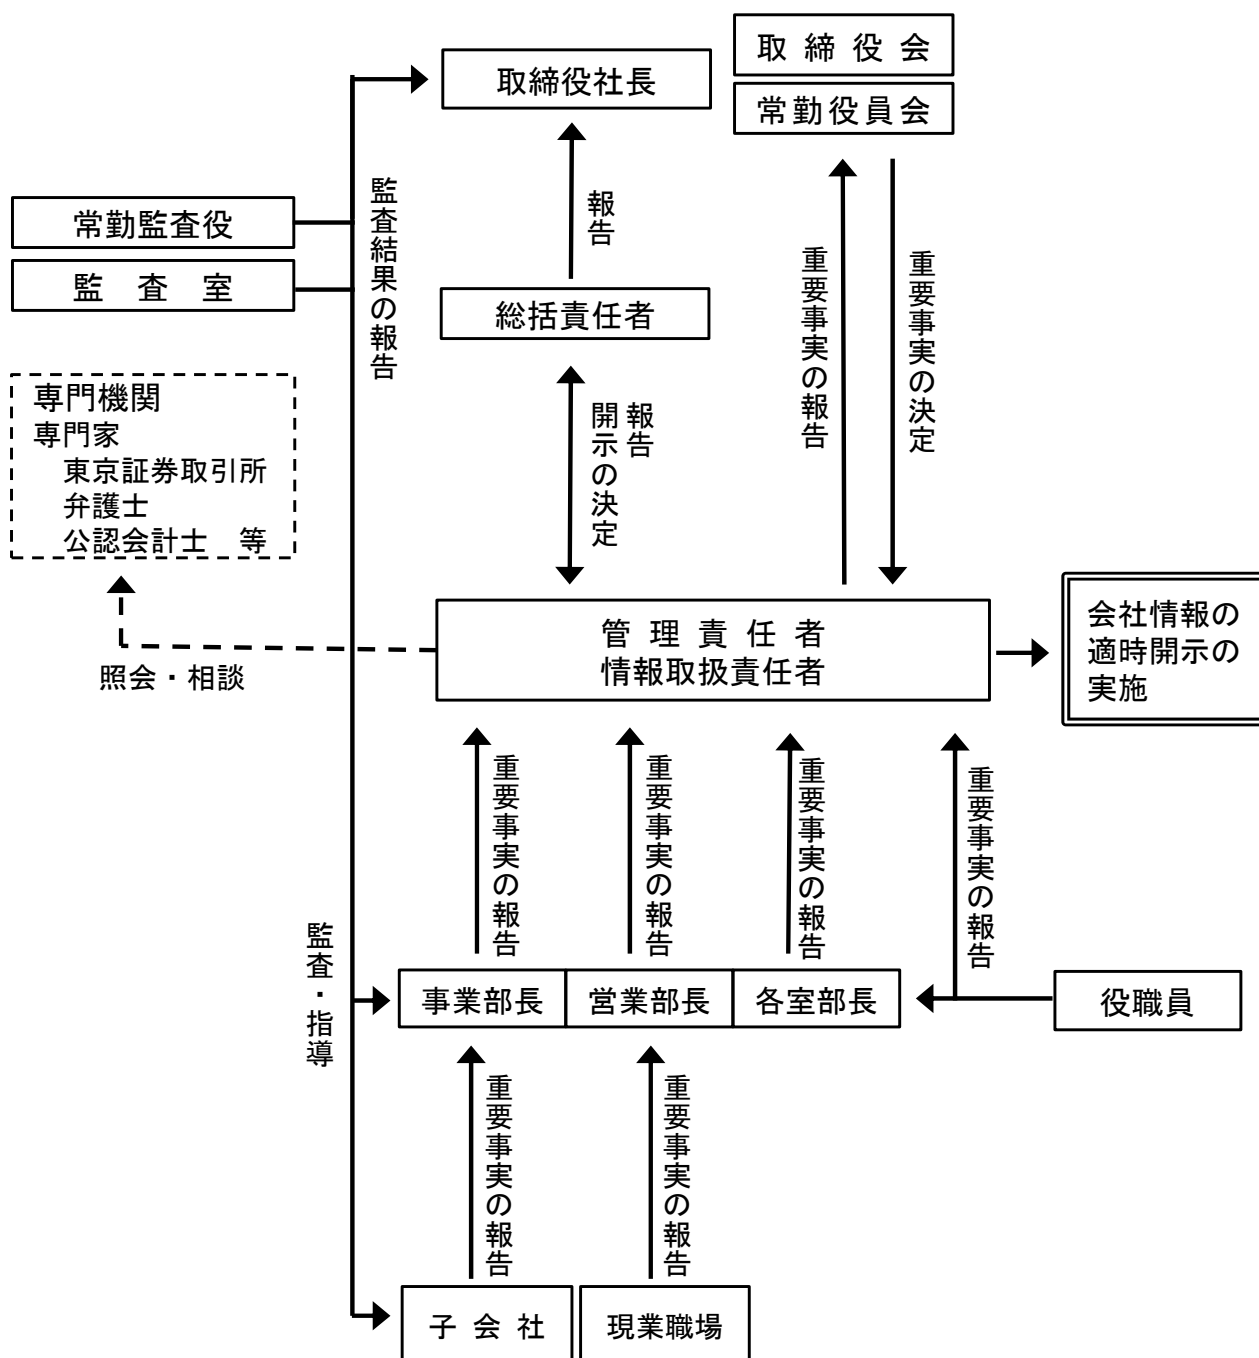 取締役会
取締役社長
常勤役員会
常勤監査役
監査室
監査結果の報告
報告
重要事実の報告
重要事実の決定
総括責任者
専門機関
専門家
東京証券取引所
弁護士
公認会計士 等
報告
開示の決定
照会・相談
管理責任者
情報取扱責任者
会社情報の
適時開示の
実施
重要事実の報告
重要事実の報告
重要事実の報告
重要事実の報告
監査・指導
事業部長
営業部長
各室部長
役職員
重要事実の報告
重要事実の報告
子会社
現業職場